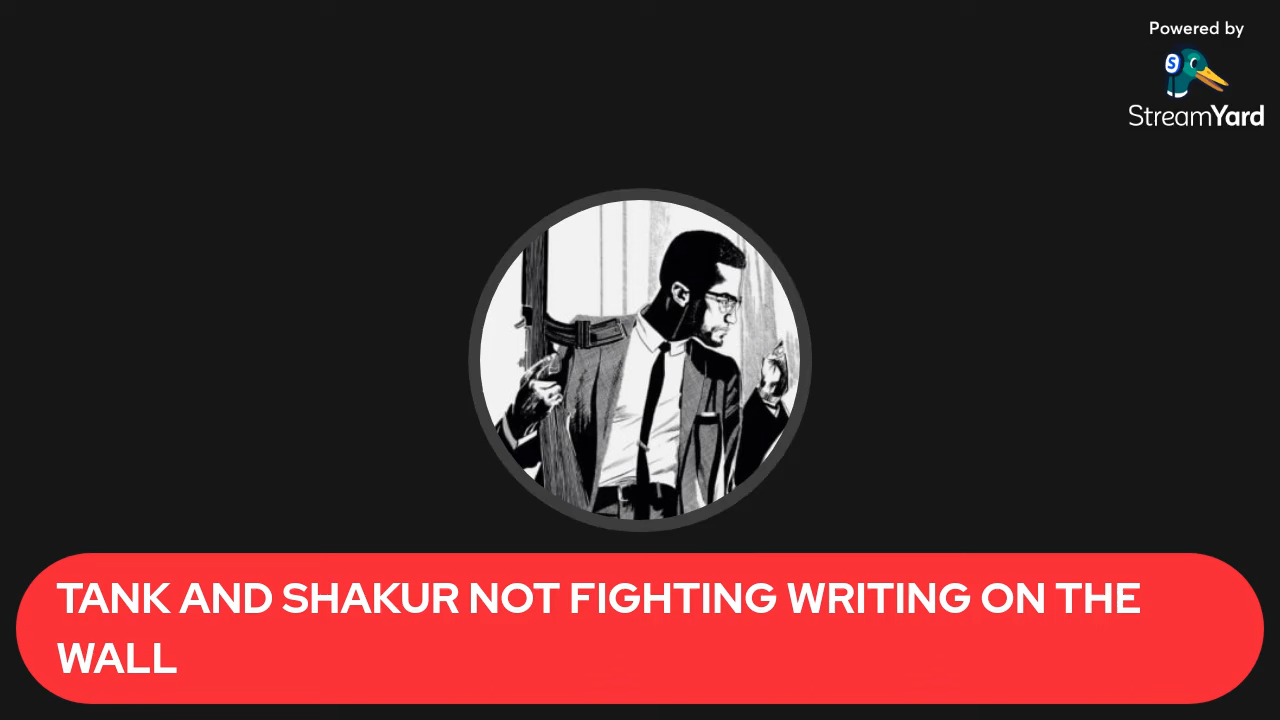 Powered by
S
StreamYard
TANK AND SHAKUR NOT FIGHTING WRITING ON THE
WALL